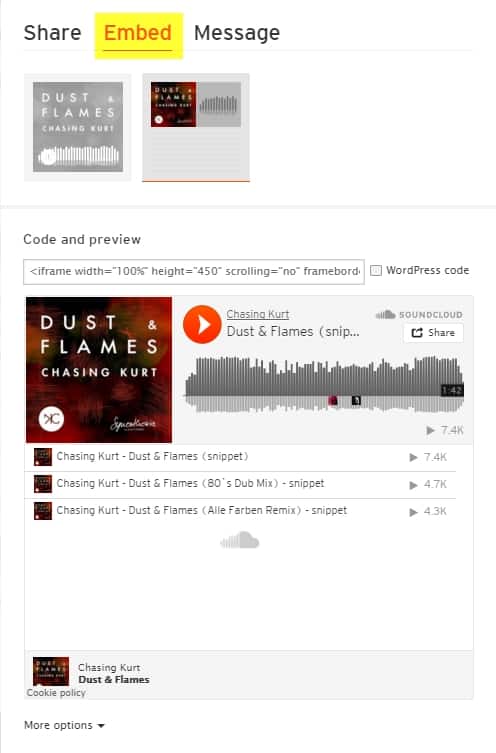 Share Embed Message
DUST &
FLAMES
CHASING KURT
DUST &
FLAMES
CHASING KURT
Code and preview
<iframe width="100%" height="450" scrolling="no" framebord
WordPress code
DUST &
FLAMES
CHASING KURT
Chasing Kurt
Dust & Flames (snip...
SOUNDCLOUD
Share
1:42
7.4K
Chasing Kurt - Dust & Flames (snippet) 7.4K
Chasing Kurt - Dust & Flames (80`s Dub Mix) - snippet 4.7K
Chasing Kurt - Dust & Flames (Alle Farben Remix) - snippet 4.3K
Chasing Kurt
Dust & Flames
Cookie policy
More options